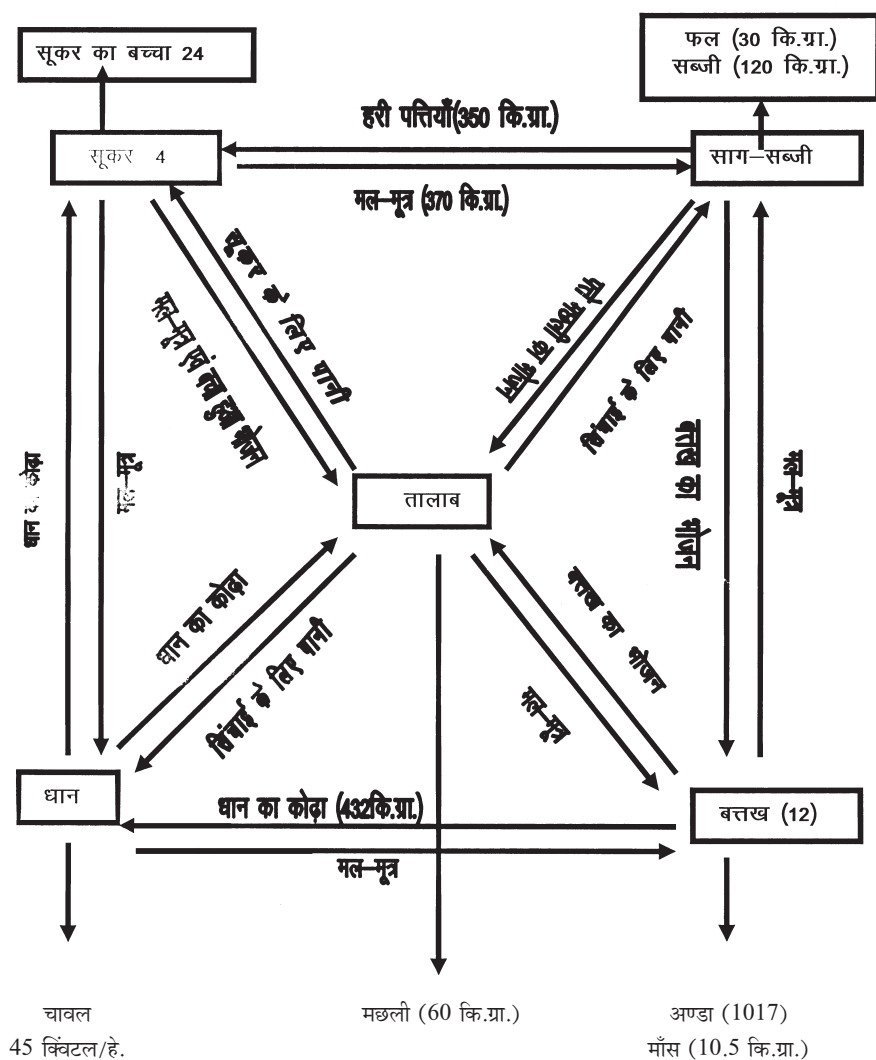 सूकर का बच्चा 24
फल (30 कि.ग्रा.)
सब्जी (120 कि.ग्रा.)
हरी पत्तियाँ(350 कि.ग्रा.)
सूकर 4
साग–सब्जी
मल–मूत्र (370 कि.ग्रा.)
सूकर के लिए पानी
मल–मूत्र एवं बचा हुआ भोजन
पत्ते मछली का भोजन
सिंचाई के लिए पानी
धान का कोढ़ा
मल–मूत्र
बत्तख का भोजन
मल–मूत्र
तालाब
धान का कोढ़ा
सिंचाई के लिए पानी
बत्तख का भोजन
मल–मूत्र
धान
धान का कोढ़ा (432कि.ग्रा.)
बत्तख (12)
मल–मूत्र
चावल
45 क्विंटल/हे.
मछली (60 कि.ग्रा.)
अण्डा (1017)
माँस (10.5 कि.ग्रा.)